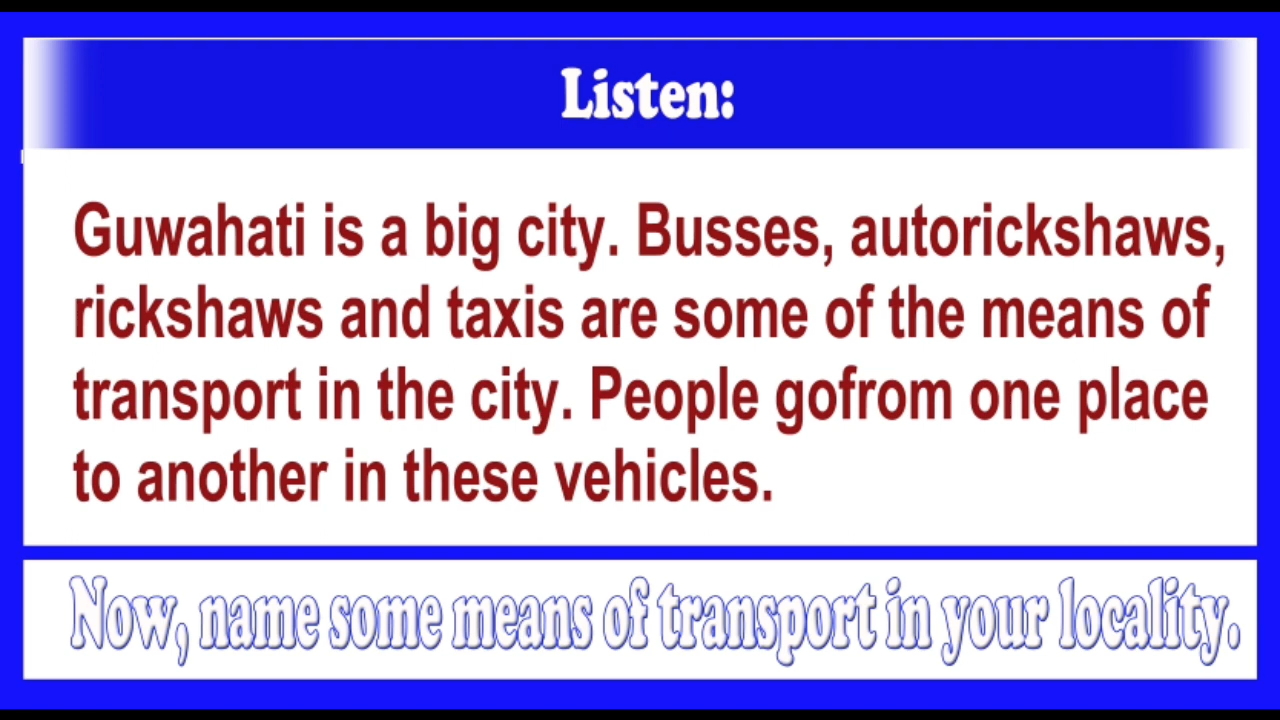 Listen:
Guwahati is a big city. Busses, autorickshaws,
rickshaws and taxis are some of the means of
transport in the city. People gofrom one place
to another in these vehicles.
Now, name some means of transport in your locality.